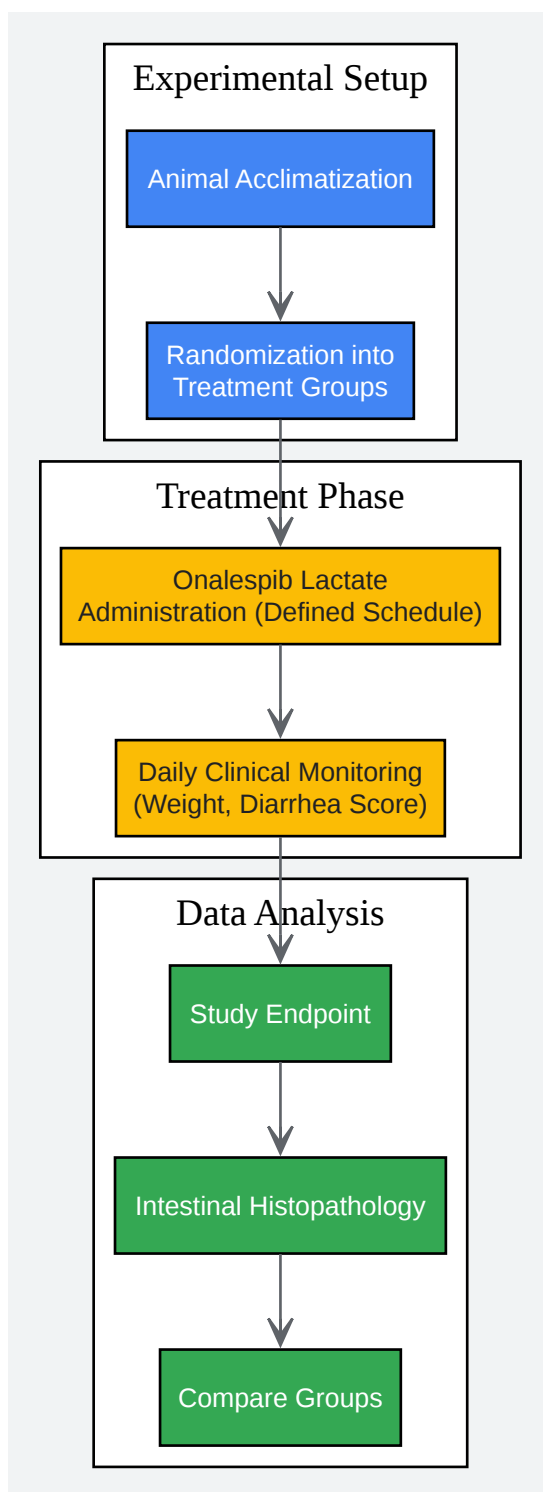 Experimental Setup
Animal Acclimatization
Randomization into
Treatment Groups
Treatment Phase
Onalespib Lactate
Administration (Defined Schedule)
Daily Clinical Monitoring
(Weight, Diarrhea Score)
Data Analysis
Study Endpoint
Intestinal Histopathology
Compare Groups